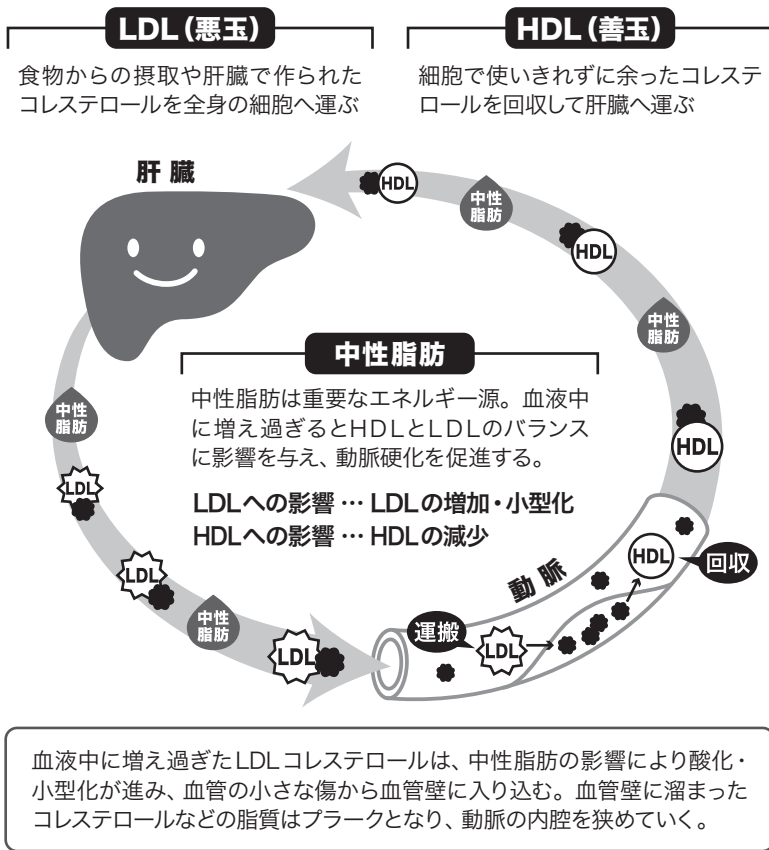 LDL（悪玉）
食物からの摂取や肝臓で作られた
コレステロールを全身の細胞へ運ぶ
HDL（善玉）
細胞で使いきれずに余ったコレステ
ロールを回収して肝臓へ運ぶ
肝臓
HDL
中性
脂肪
HDL
中性
脂肪
HDL
中性脂肪
中性脂肪は重要なエネルギー源。血液中
に増え過ぎるとHDLとLDLのバランス
に影響を与え、動脈硬化を促進する。
LDLへの影響 … LDLの増加・小型化
HDLへの影響 … HDLの減少
中性
脂肪
LDL
LDL
中性
脂肪
LDL
動脈
運搬
LDL
HDL
回収
血液中に増え過ぎたLDLコレステロールは、中性脂肪の影響により酸化・
小型化が進み、血管の小さな傷から血管壁に入り込む。血管壁に溜まった
コレステロールなどの脂質はプラークとなり、動脈の内腔を狭めていく。